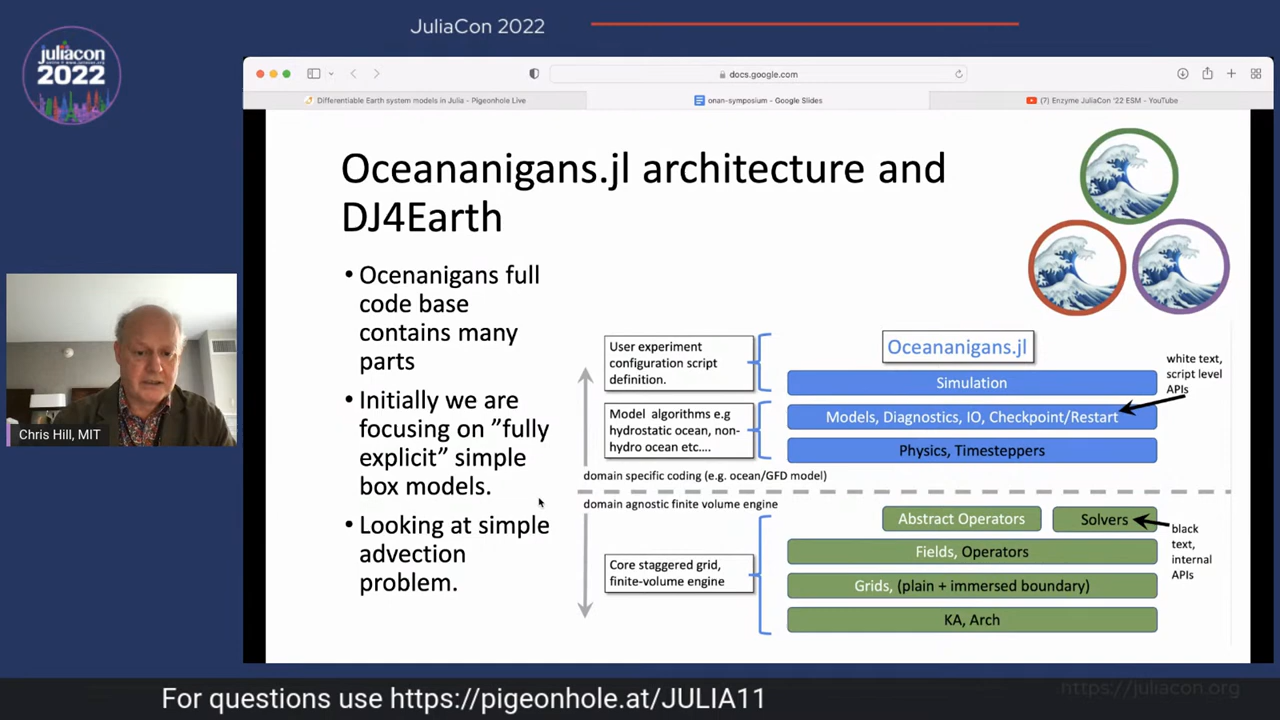 JuliaCon 2022
juliacon
2022
docs.google.com
Differentiable Earth system models in Julia - Pigeonhole Live
onan-symposium - Google Slides
(7) Enzyme JuliaCon '22 ESM - YouTube
Oceananigans.jl architecture and
DJ4Earth
• Ocenanigans full
code base
contains many
parts
• Initially we are
focusing on ”fully
explicit” simple
box models.
• Looking at simple
advection
problem.
User experiment
configuration script
definition.
Model algorithms e.g
hydrostatic ocean, non-
hydro ocean etc....
domain specific coding (e.g. ocean/GFD model)
domain agnostic finite volume engine
Core staggered grid,
finite-volume engine
Oceananigans.jl
Simulation
Models, Diagnostics, IO, Checkpoint/Restart
Physics, Timesteppers
Abstract Operators
Solvers
Fields, Operators
Grids, (plain + immersed boundary)
KA, Arch
white text,
script level
APIs
black
text,
internal
APIs
Chris Hill, MIT
For questions use https://pigeonhole.at/JULIA11
https://juliacon.org